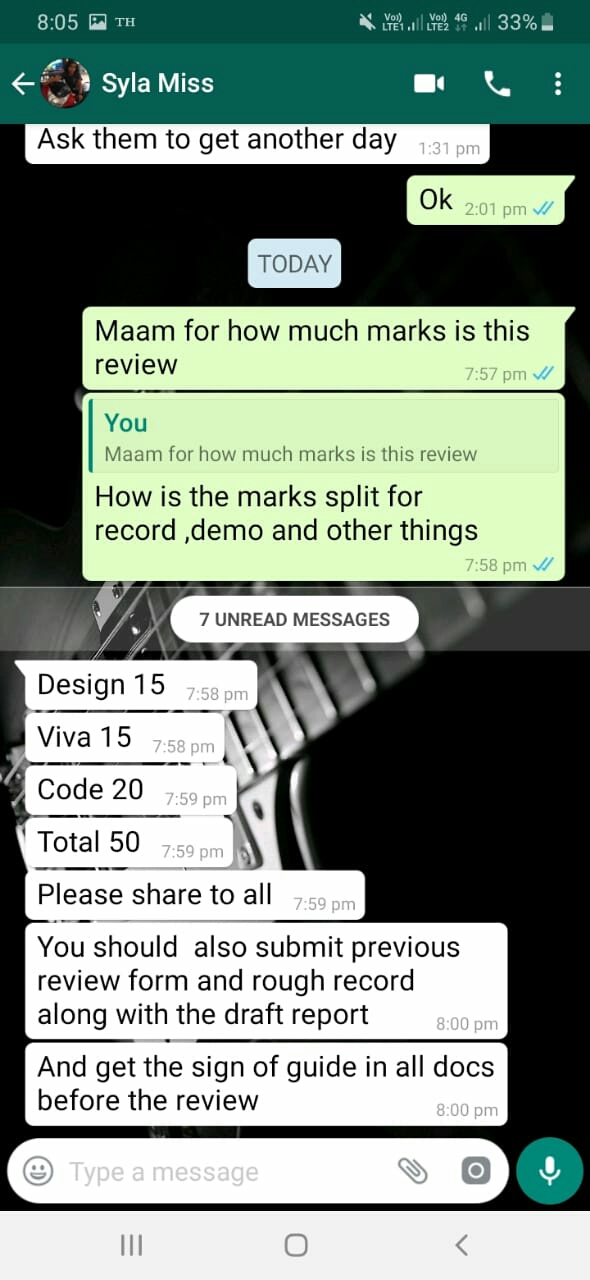 8:05 TH Vo)) LTE1 Vo)) LTE2 4G 33%
Syla Miss
Ask them to get another day 1:31 pm
Ok 2:01 pm
TODAY
Maam for how much marks is this
review 7:57 pm
You
Maam for how much marks is this review
How is the marks split for
record ,demo and other things
7:58 pm
7 UNREAD MESSAGES
Design 15 7:58 pm
Viva 15 7:58 pm
Code 20 7:59 pm
Total 50 7:59 pm
Please share to all 7:59 pm
You should  also submit previous
review form and rough record
along with the draft report 8:00 pm
And get the sign of guide in all docs
before the review 8:00 pm
Type a message